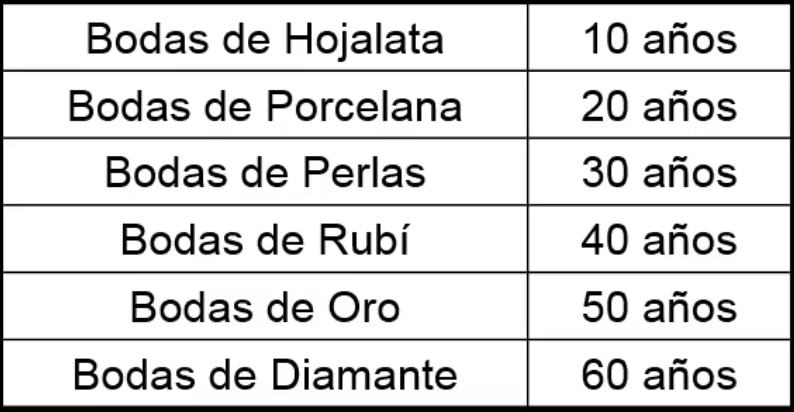 Bodas de Hojalata 10 años
Bodas de Porcelana 20 años
Bodas de Perlas 30 años
Bodas de Rubí 40 años
Bodas de Oro 50 años
Bodas de Diamante 60 años